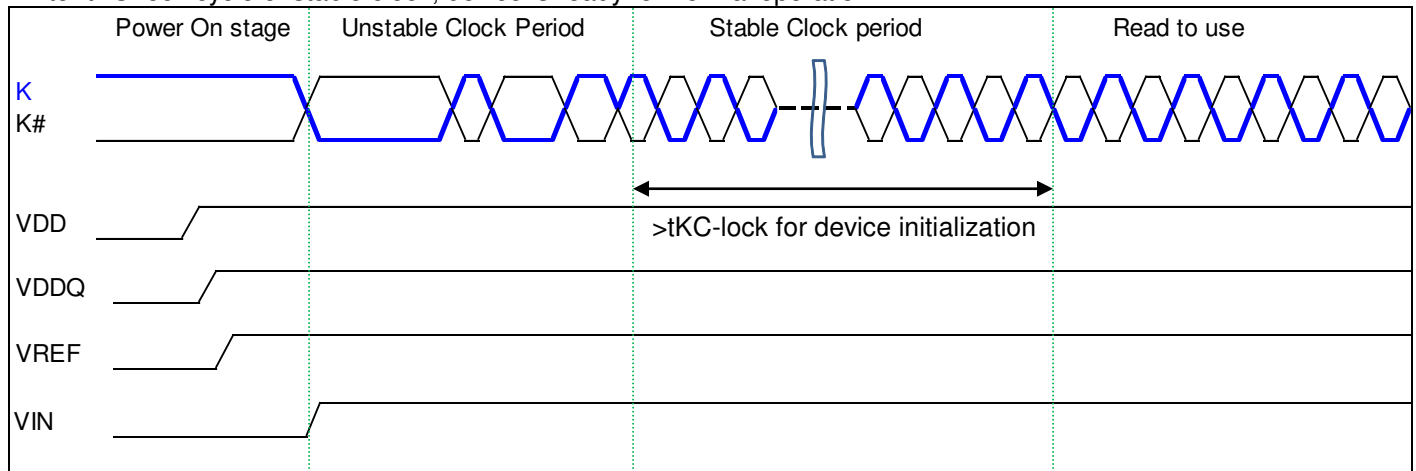 Power On stage Unstable Clock Period Stable Clock period Read to use
K
K#
VDD
>tKC-lock for device initialization
VDDQ
VREF
VIN